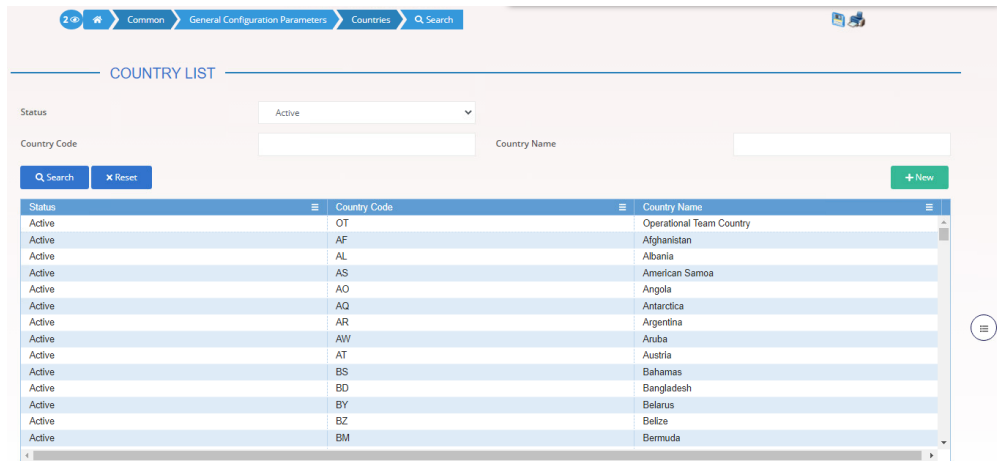 2 Common General Configuration Parameters Countries Search
COUNTRY LIST
Status Active
Country Code Country Name
Search Reset New
Status Country Code Country Name
Active OT Operational Team Country
Active AF Afghanistan
Active AL Albania
Active AS American Samoa
Active AO Angola
Active AQ Antarctica
Active AR Argentina
Active AW Aruba
Active AT Austria
Active BS Bahamas
Active BD Bangladesh
Active BY Belarus
Active BZ Belize
Active BM Bermuda